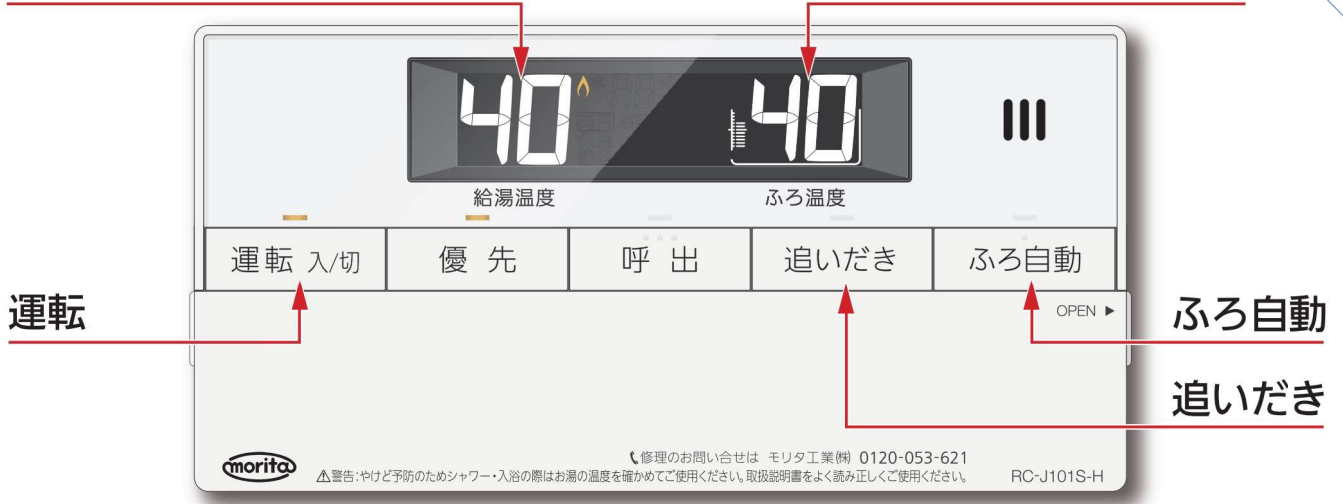 40
40
給湯温度
ふろ温度
運転 入/切
優先
呼出
追いだき
ふろ自動
運転
OPEN ▶
ふろ自動
追いだき
morita
修理のお問い合せは モリタ工業㈱ 0120-053-621
⚠警告:やけど予防のためシャワー・入浴の際はお湯の温度を確かめてご使用ください。取扱説明書をよく読み正しくご使用ください。
RC-J101S-H